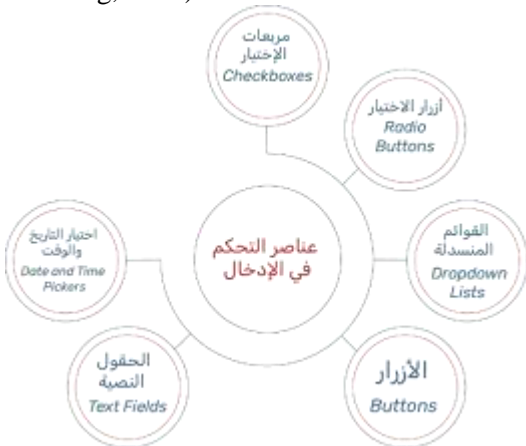 مربعات
الإختيار
Checkboxes
أزرار الاختيار
Radio
Buttons
القوائم
المنسدلة
Dropdown
Lists
الأزرار
Buttons
الحقول
النصية
Text Fields
اختيار التاريخ
والوقت
Date and Time
Pickers
عناصر التحكم
في الإدخال